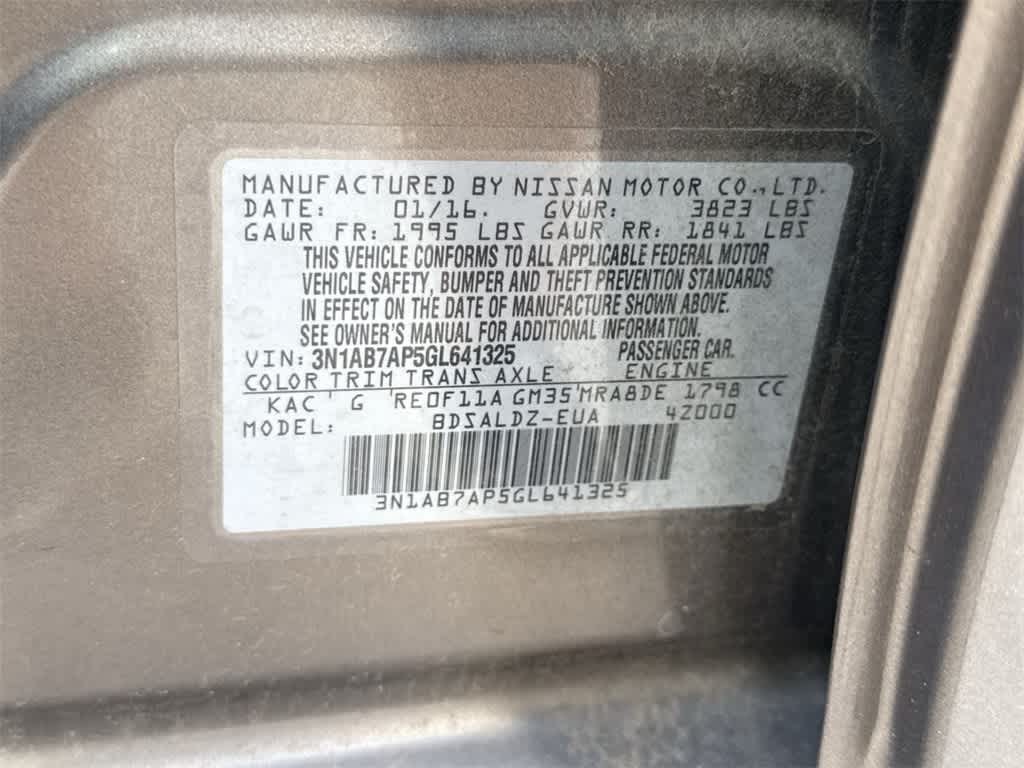 MANUFACTURED BY NISSAN MOTOR CO.,LTD.
DATE: 01/16. GVWR: 3823 LBS
GAWR FR: 1995 LBS GAWR RR: 1841 LBS
THIS VEHICLE CONFORMS TO ALL APPLICABLE FEDERAL MOTOR
VEHICLE SAFETY, BUMPER AND THEFT PREVENTION STANDARDS
IN EFFECT ON THE DATE OF MANUFACTURE SHOWN ABOVE.
SEE OWNER'S MANUAL FOR ADDITIONAL INFORMATION.
VIN: 3N1AB7AP5GL641325 PASSENGER CAR.
COLOR TRIM TRANS AXLE ENGINE
KAC ' G 'RE0F11A GM35'MRA8DE 1798 CC
MODEL: BDSALDZ-EUA 42000
3N1AB7AP5GL641325